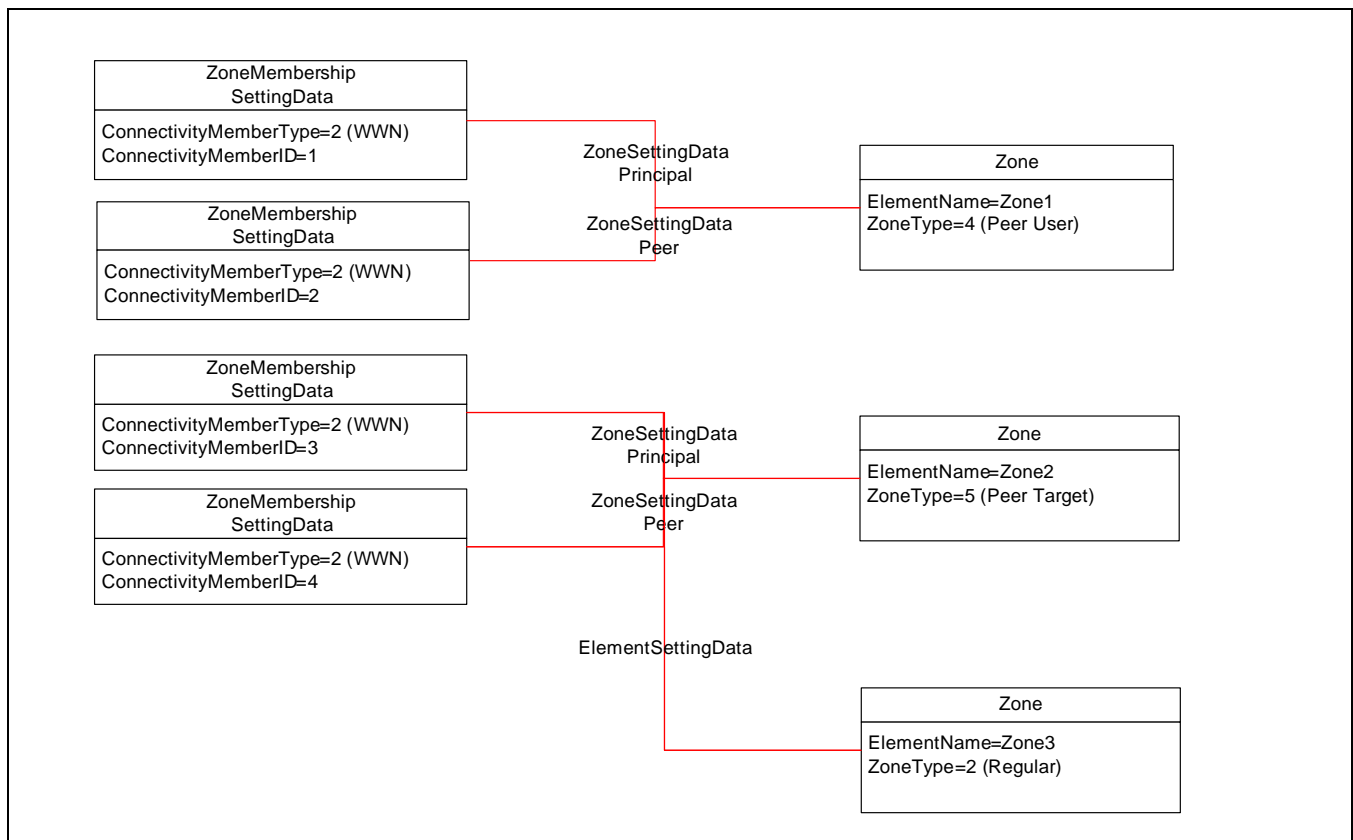 ZoneMembership
SettingData
ConnectivityMemberType=2 (WWN)
ConnectivityMemberID=1
ZoneSettingData
Principal
Zone
ElementName=Zone1
ZoneType=4 (Peer User)
ZoneMembership
SettingData
ConnectivityMemberType=2 (WWN)
ConnectivityMemberID=2
ZoneSettingData
Peer
ZoneMembership
SettingData
ConnectivityMemberType=2 (WWN)
ConnectivityMemberID=3
ZoneSettingData
Principal
Zone
ElementName=Zone2
ZoneType=5 (Peer Target)
ZoneMembership
SettingData
ConnectivityMemberType=2 (WWN)
ConnectivityMemberID=4
ZoneSettingData
Peer
ElementSettingData
Zone
ElementName=Zone3
ZoneType=2 (Regular)